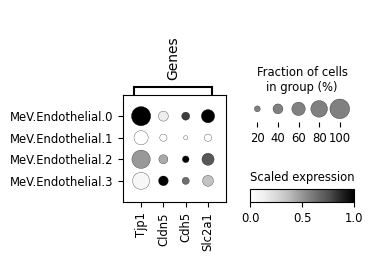 Genes
MeV.Endothelial.0
MeV.Endothelial.1
MeV.Endothelial.2
MeV.Endothelial.3
Tjp1
Cldn5
Cdh5
Slc2a1
Fraction of cells
in group (%)
20 40 60 80 100
Scaled expression
0.0 0.5 1.0